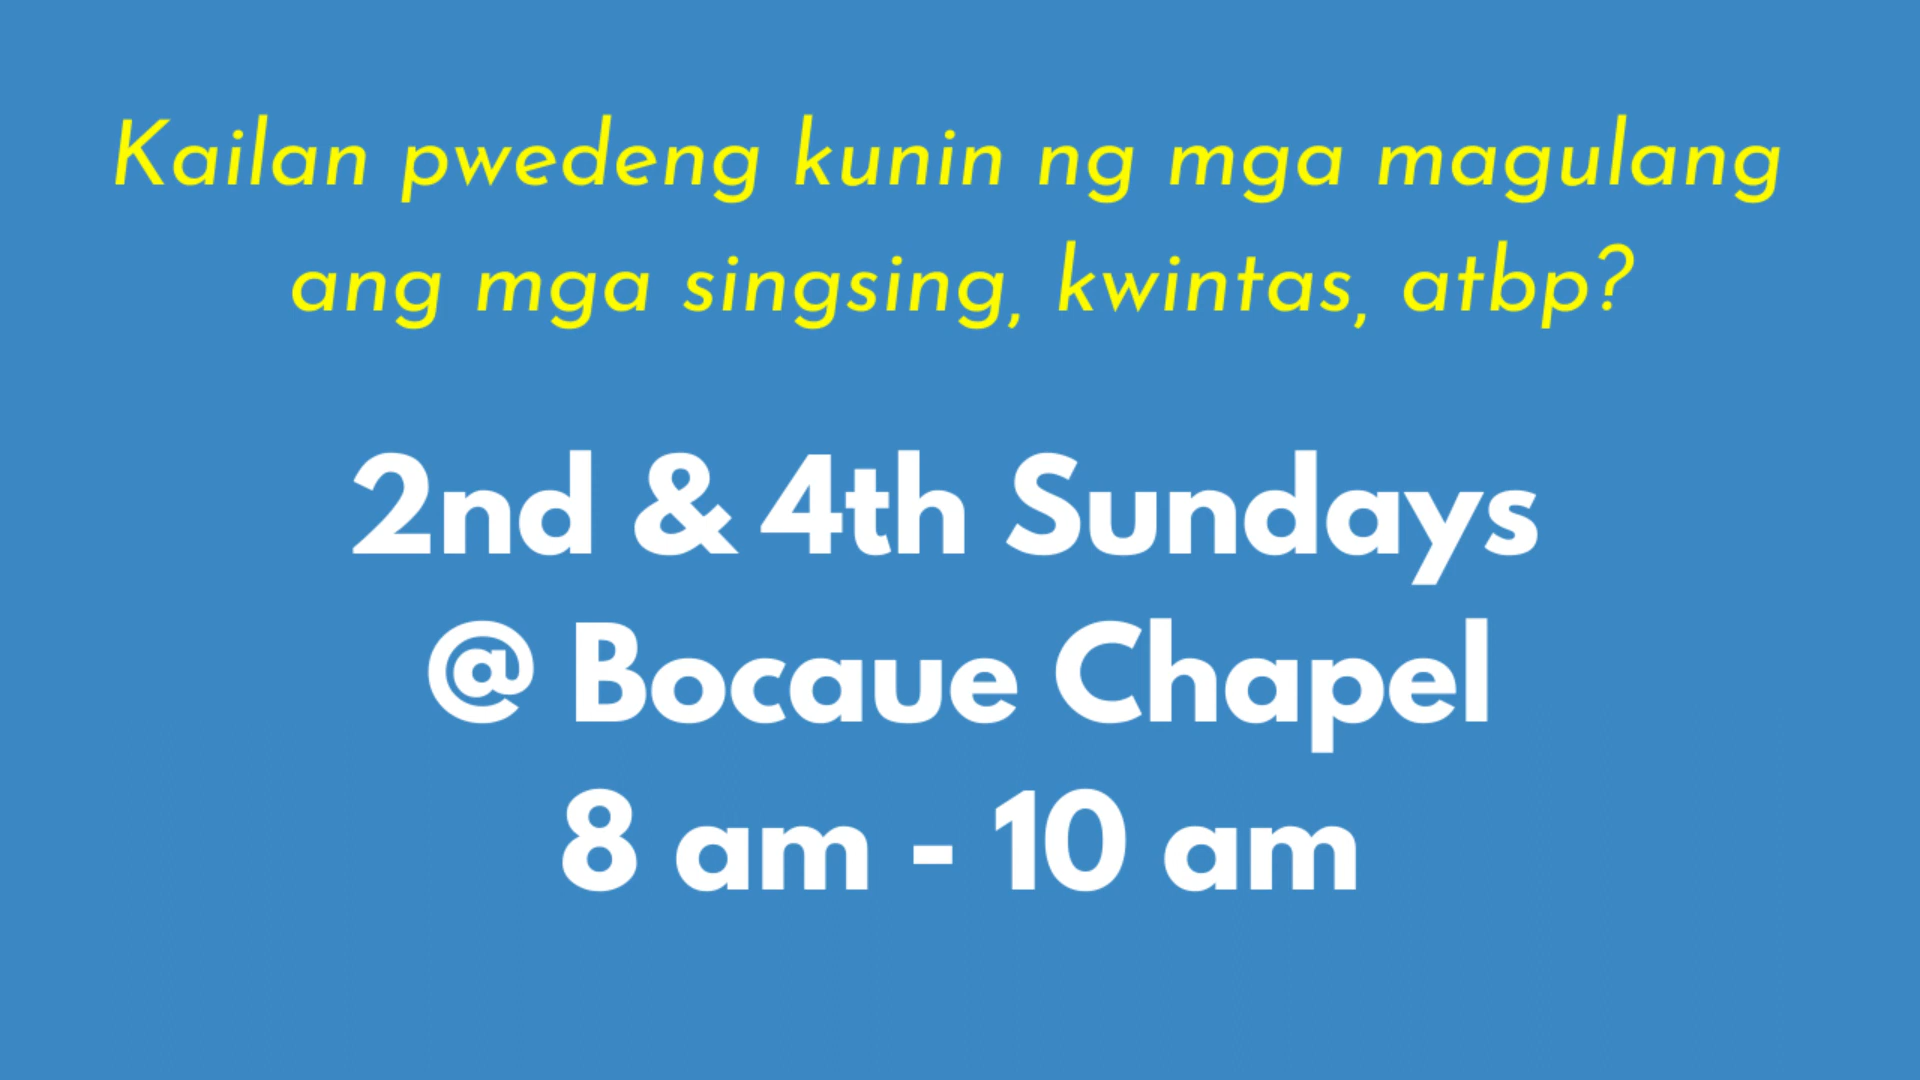 Kailan pwedeng kunin ng mga magulang
ang mga singsing, kwintas, atbp?
2nd & 4th Sundays
@ Bocaue Chapel
8 am - 10 am